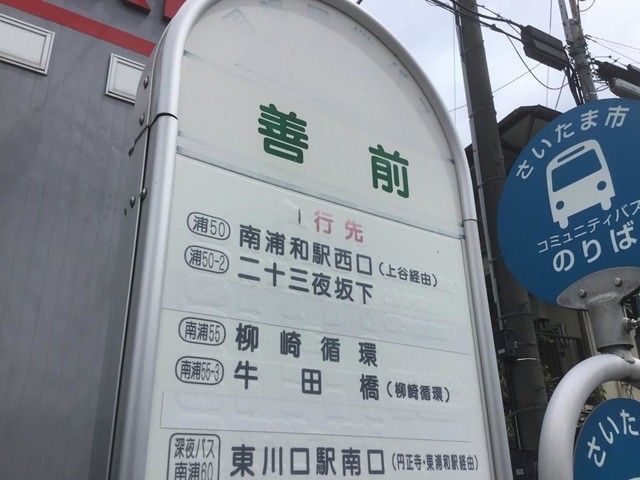 善前
行先
浦50 南浦和駅西口(上谷経由)
浦50-2 二十三夜坂下
南浦55 柳崎循環
南浦55-3 牛田橋(柳崎循環)
深夜バス
南浦60 東川口駅南口(円正寺・東浦和駅経由)
さいたま市
コミュニティバス
のりば
さいた